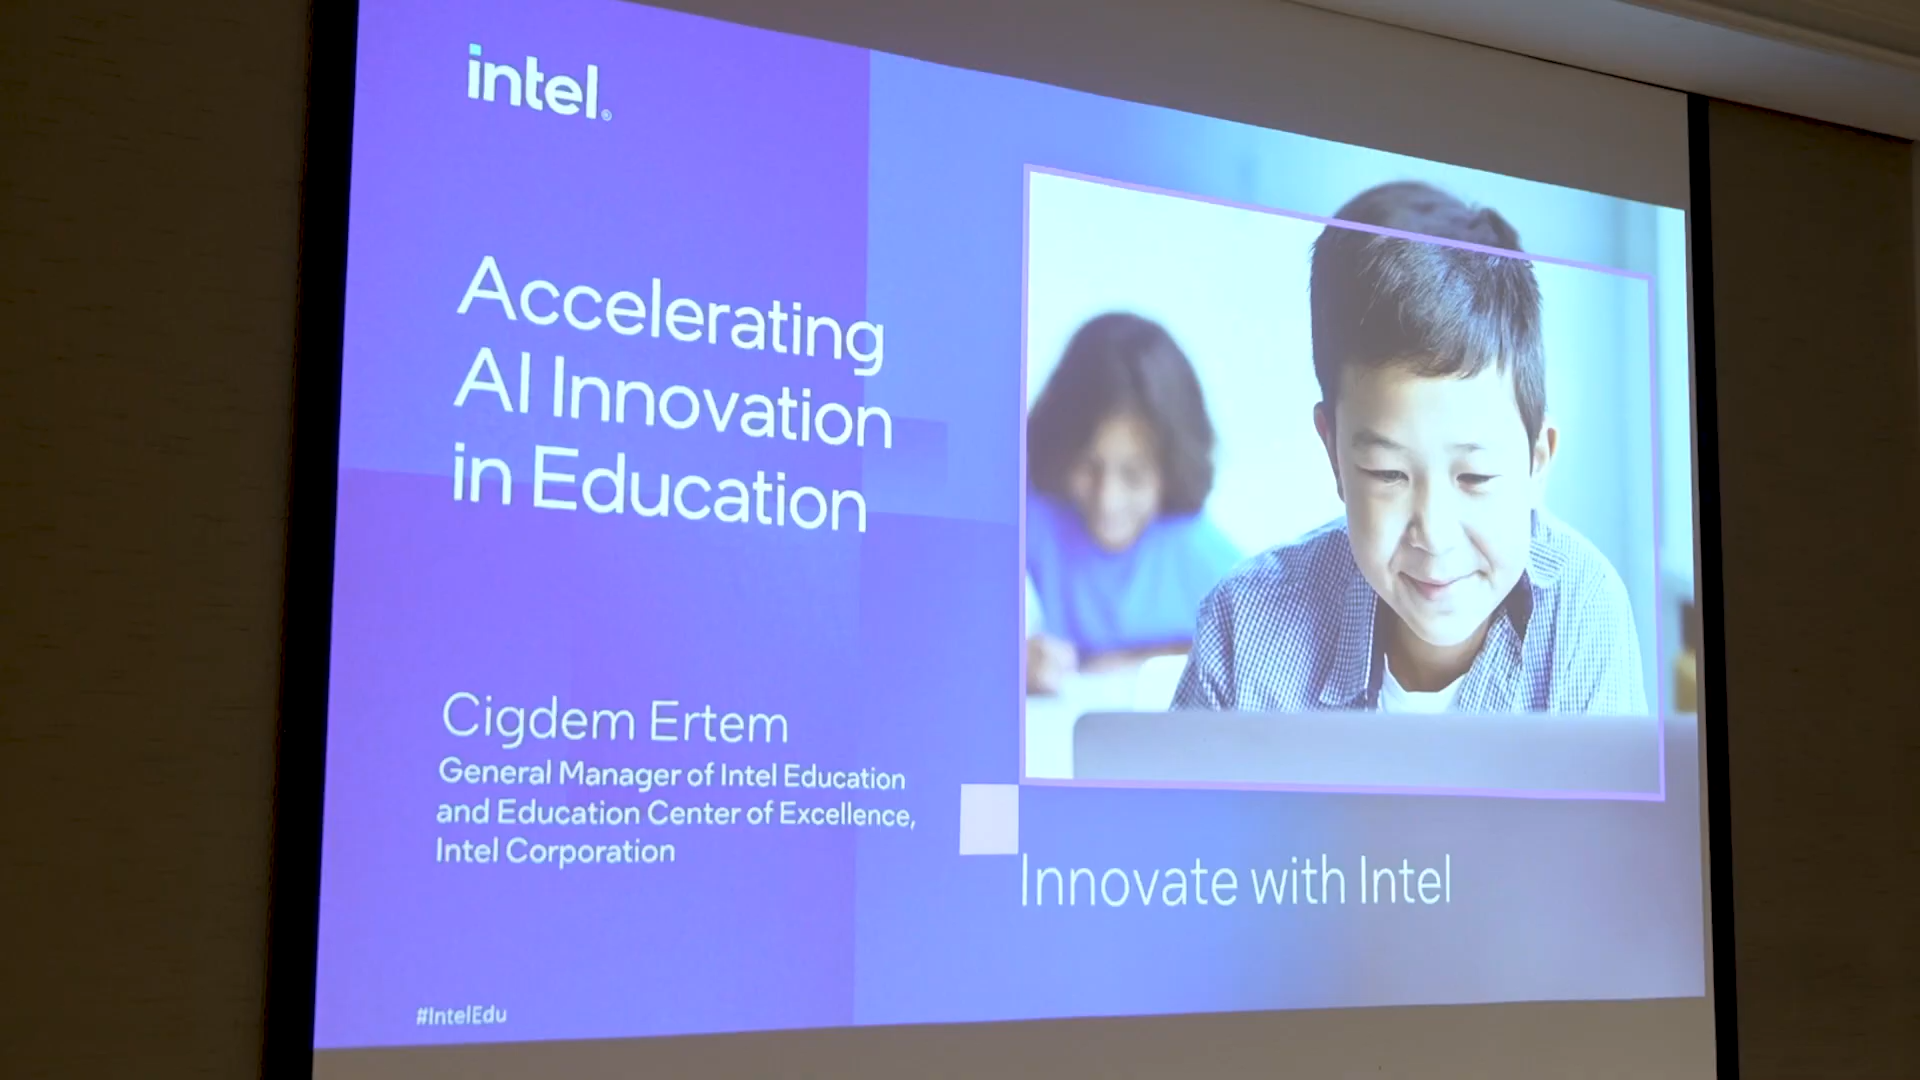 intel®
Accelerating
AI Innovation
in Education
Cigdem Ertem
General Manager of Intel Education
and Education Center of Excellence,
Intel Corporation
Innovate with Intel
#IntelEdu